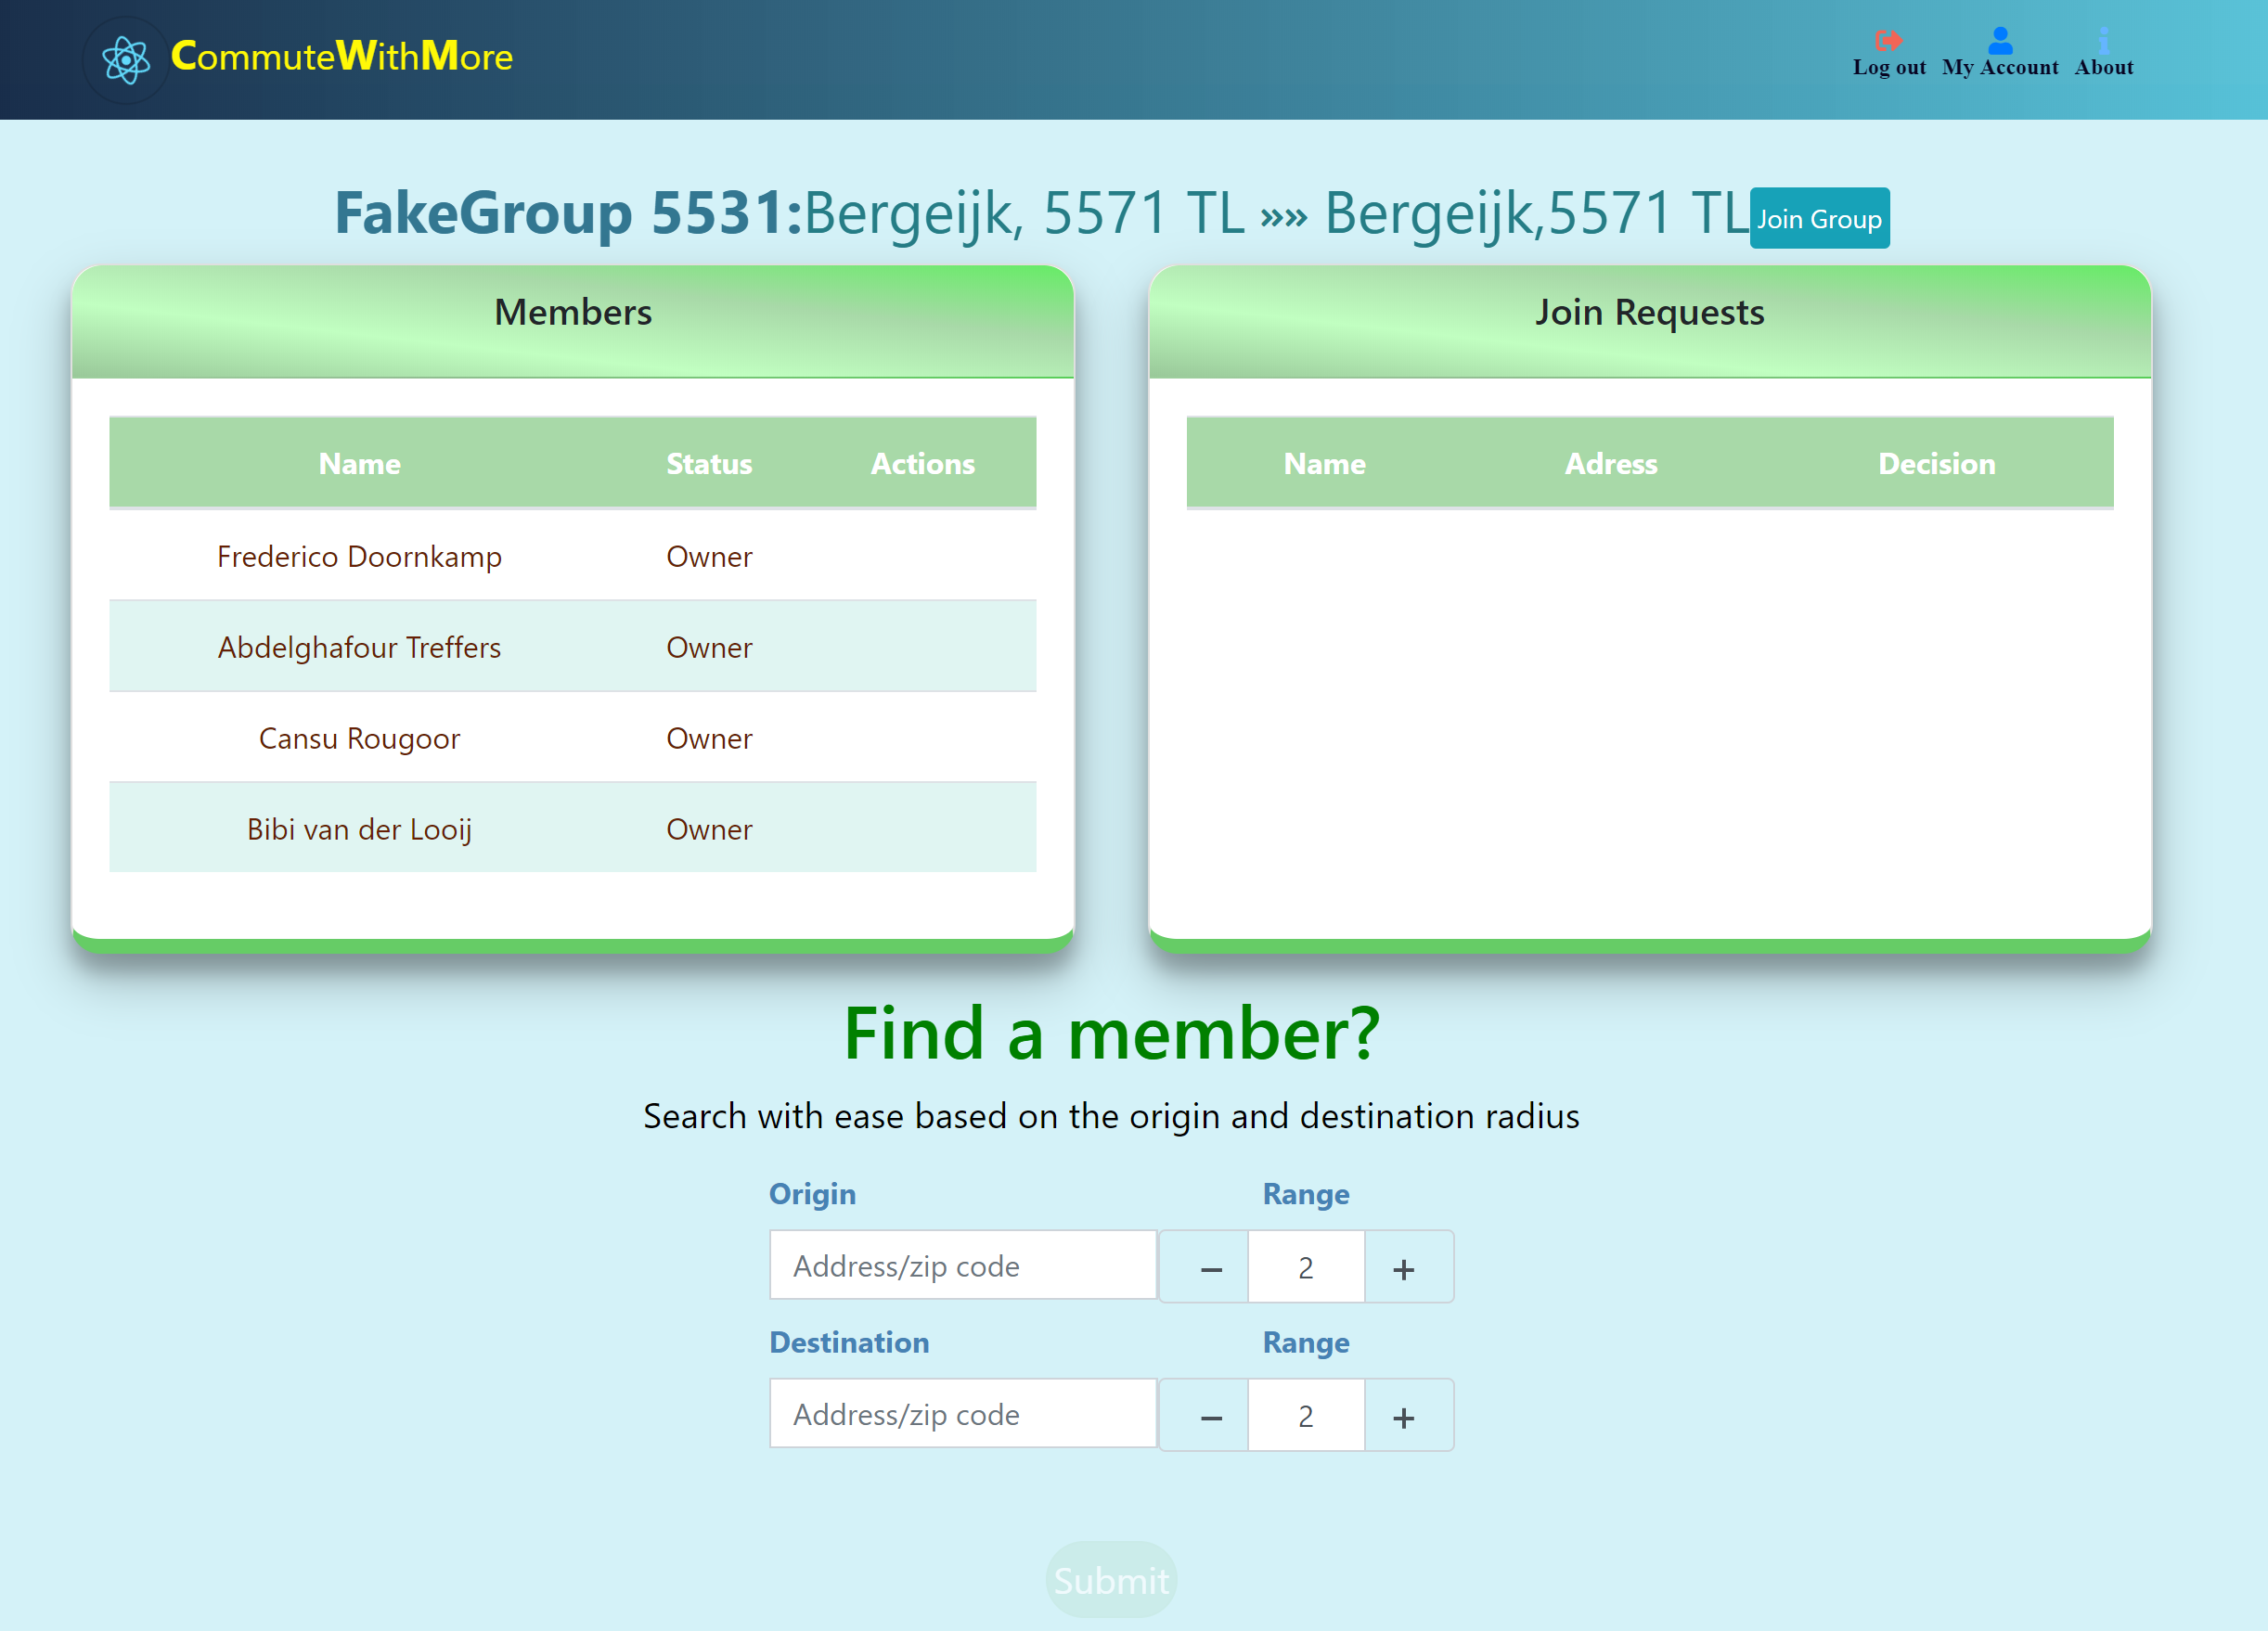 CommuteWithMore
Log out My Account About
FakeGroup 5531:Bergeijk, 5571 TL »» Bergeijk,5571 TL Join Group
Members
Name Status Actions
Frederico Doornkamp Owner
Abdelghafour Treffers Owner
Cansu Rougoor Owner
Bibi van der Looij Owner
Join Requests
Name Adress Decision
Find a member?
Search with ease based on the origin and destination radius
Origin Range
Address/zip code − 2 +
Destination Range
Address/zip code − 2 +
Submit